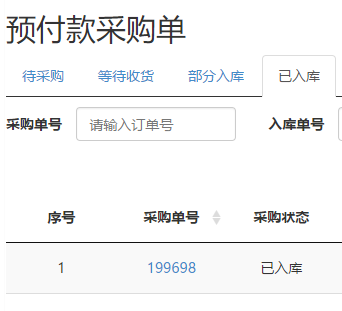 预付款采购单
待采购 等待收货 部分入库 已入库
采购单号 请输入订单号 入库单号
序号 采购单号 采购状态
1 199698 已入库